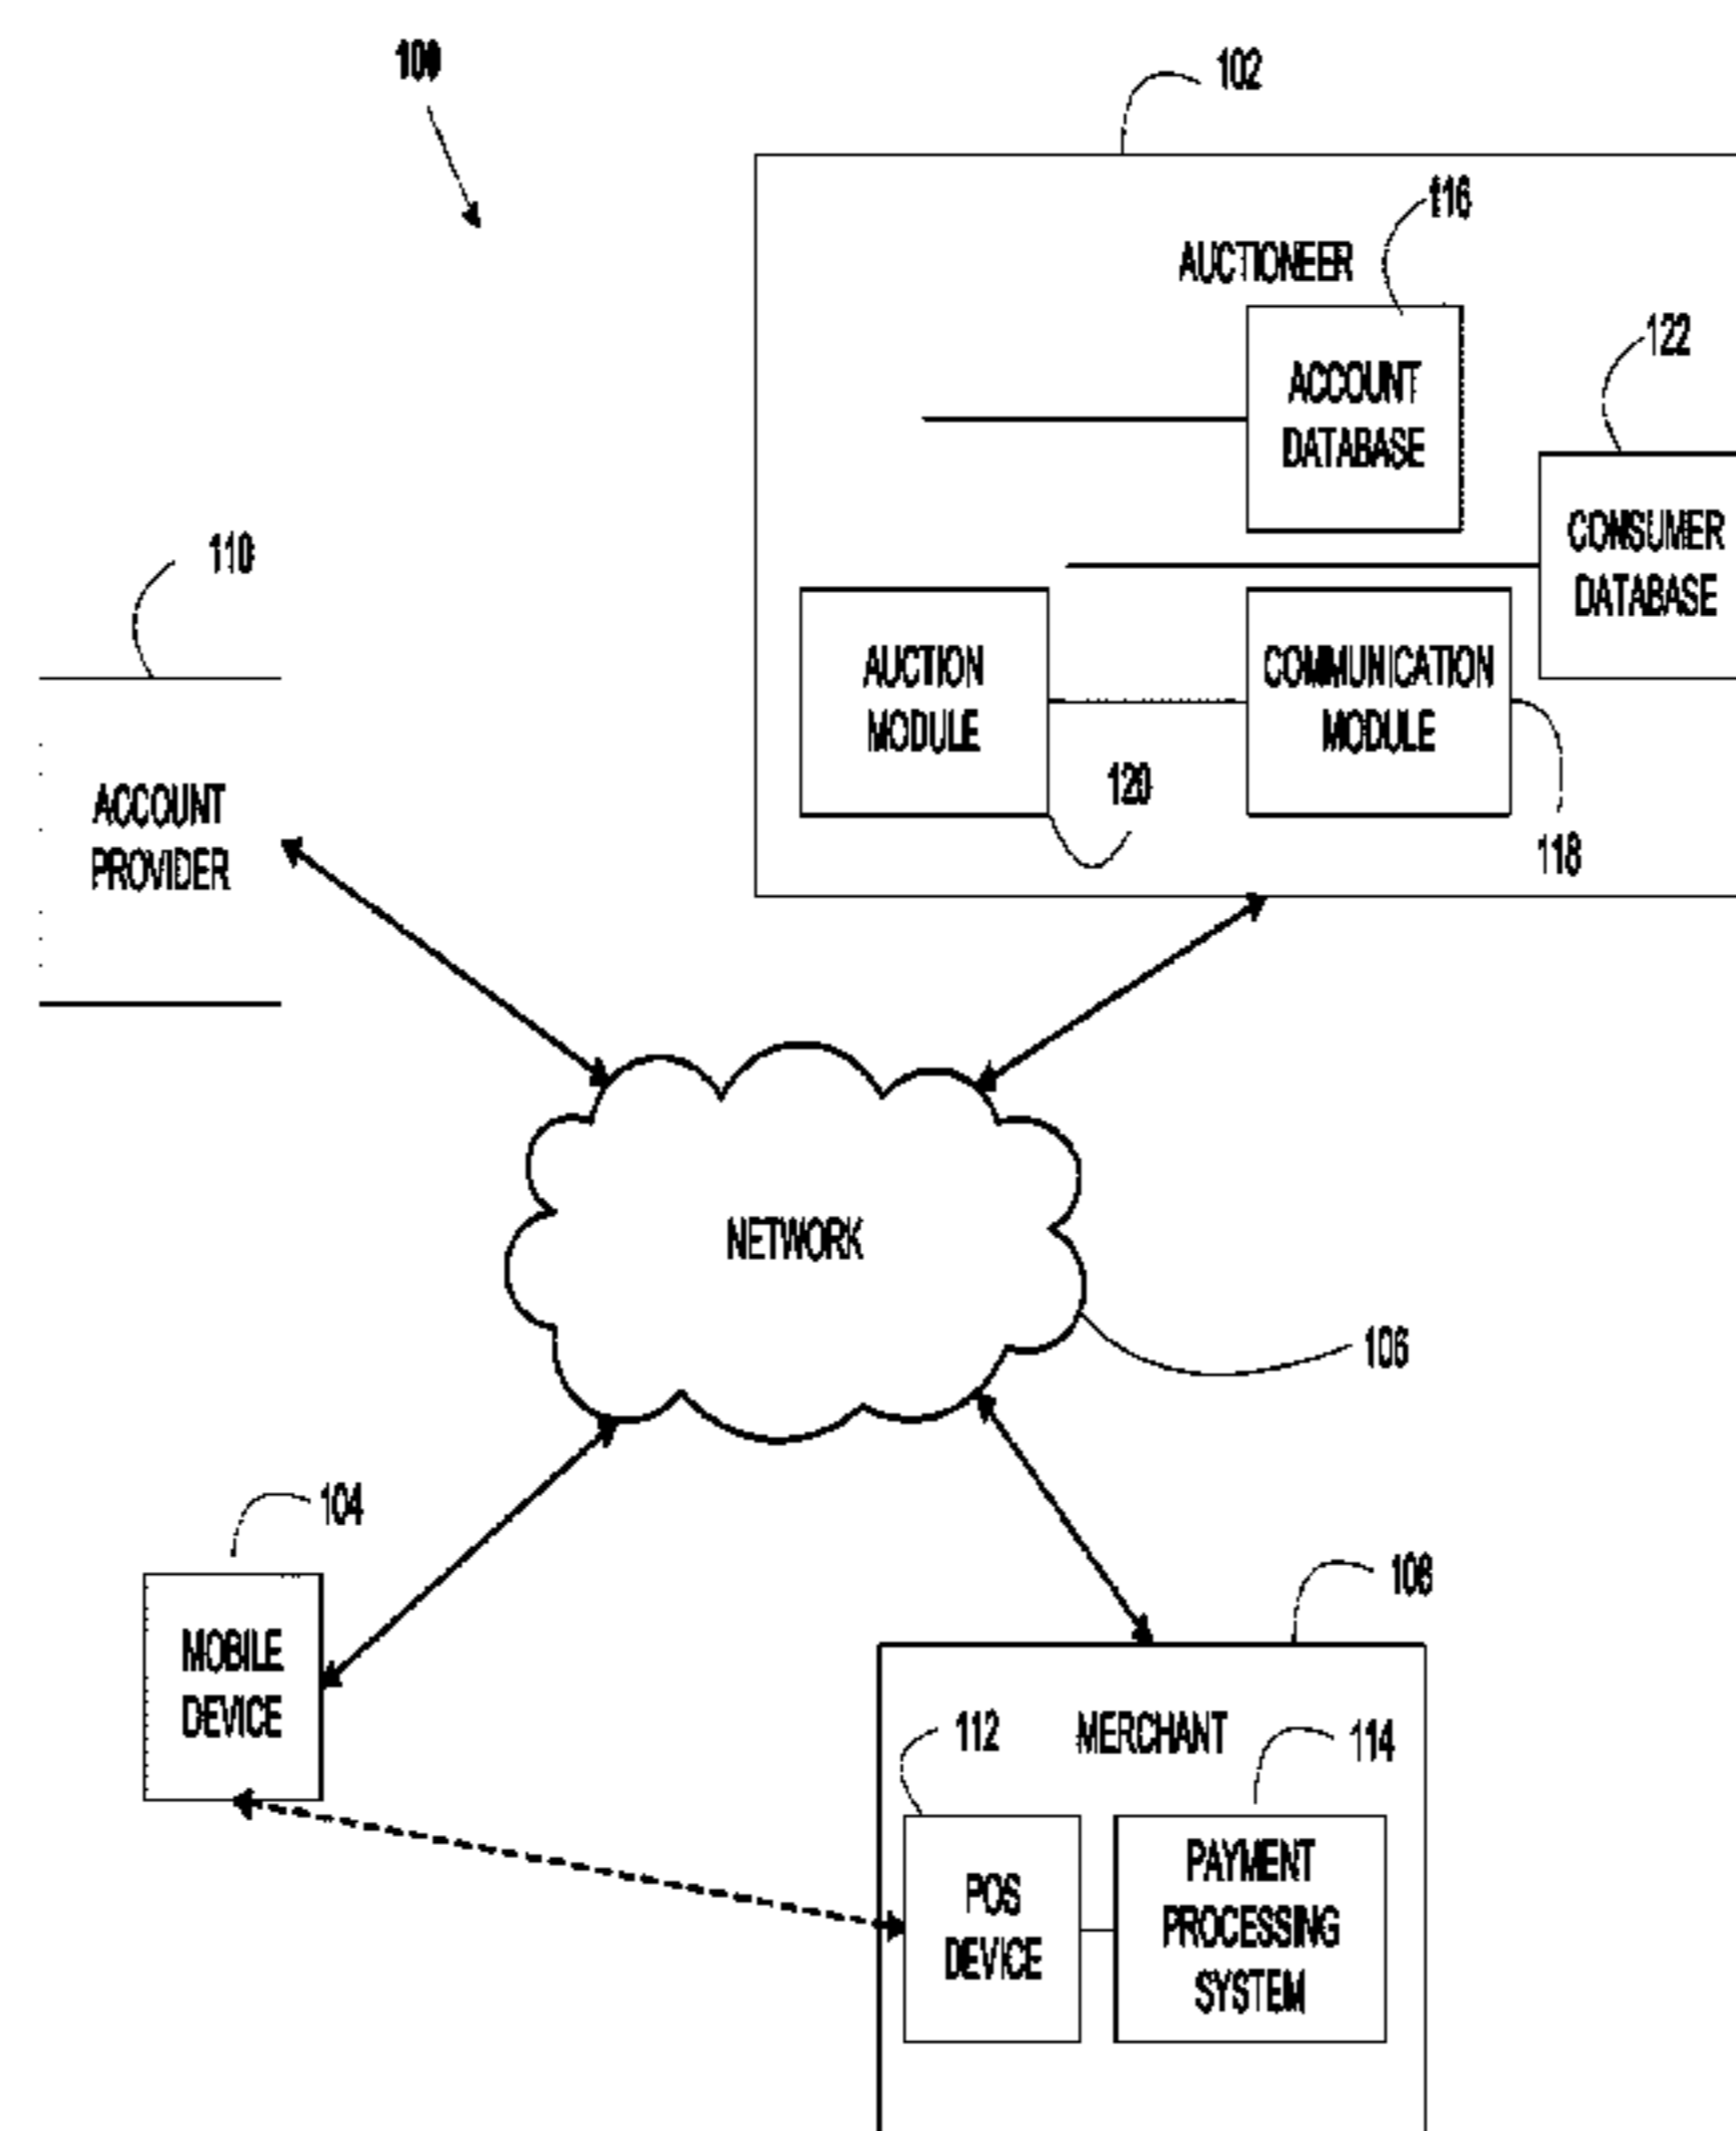 100
102
116
AUCTIONEER
122
ACCOUNT
DATABASE
CONSUMER
DATABASE
110
AUCTION
MODULE
COMMUNICATION
MODULE
120
118
ACCOUNT
PROVIDER
NETWORK
106
104
108
MOBILE
DEVICE
112
MERCHANT
114
POS
DEVICE
PAYMENT
PROCESSING
SYSTEM